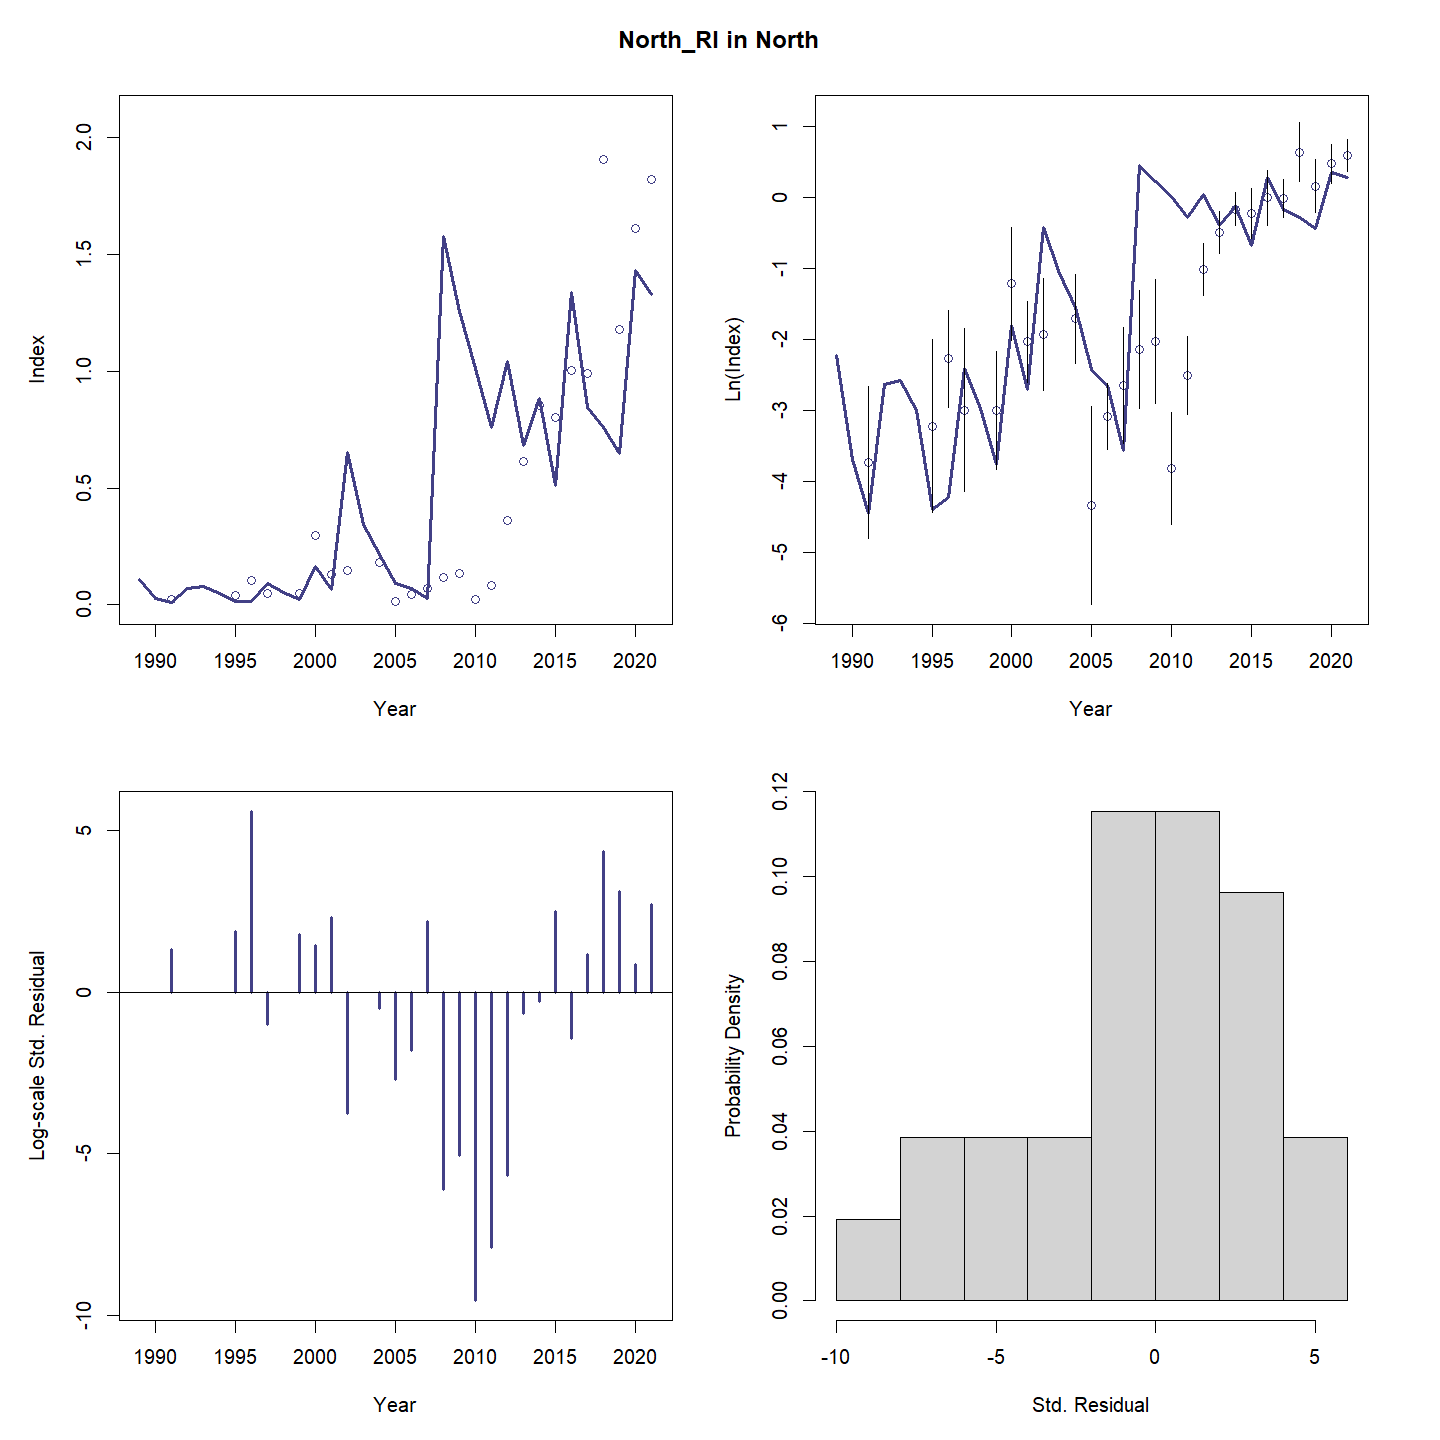 North_RI in North
Index
2.0
1.5
1.0
0.5
0.0
1990 1995 2000 2005 2010 2015 2020
Year
Ln(Index)
1
0
-1
-2
-3
-4
-5
-6
1990 1995 2000 2005 2010 2015 2020
Year
Log-scale Std. Residual
5
0
-5
-10
1990 1995 2000 2005 2010 2015 2020
Year
Probability Density
0.12
0.10
0.08
0.06
0.04
0.02
0.00
-10 -5 0 5
Std. Residual